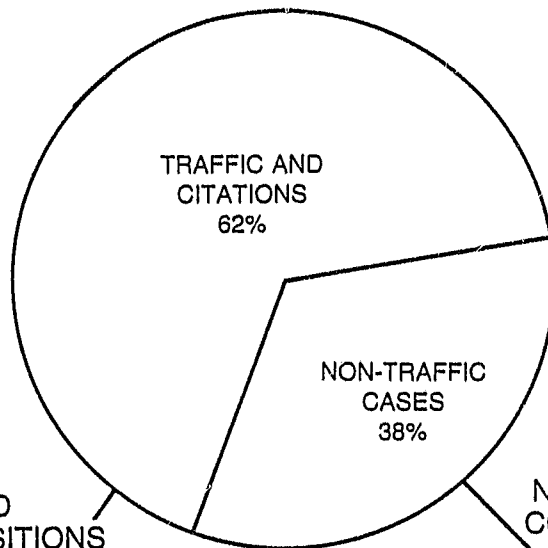 TRAFFIC AND
CITATIONS
62%
NON-TRAFFIC
CASES
38%